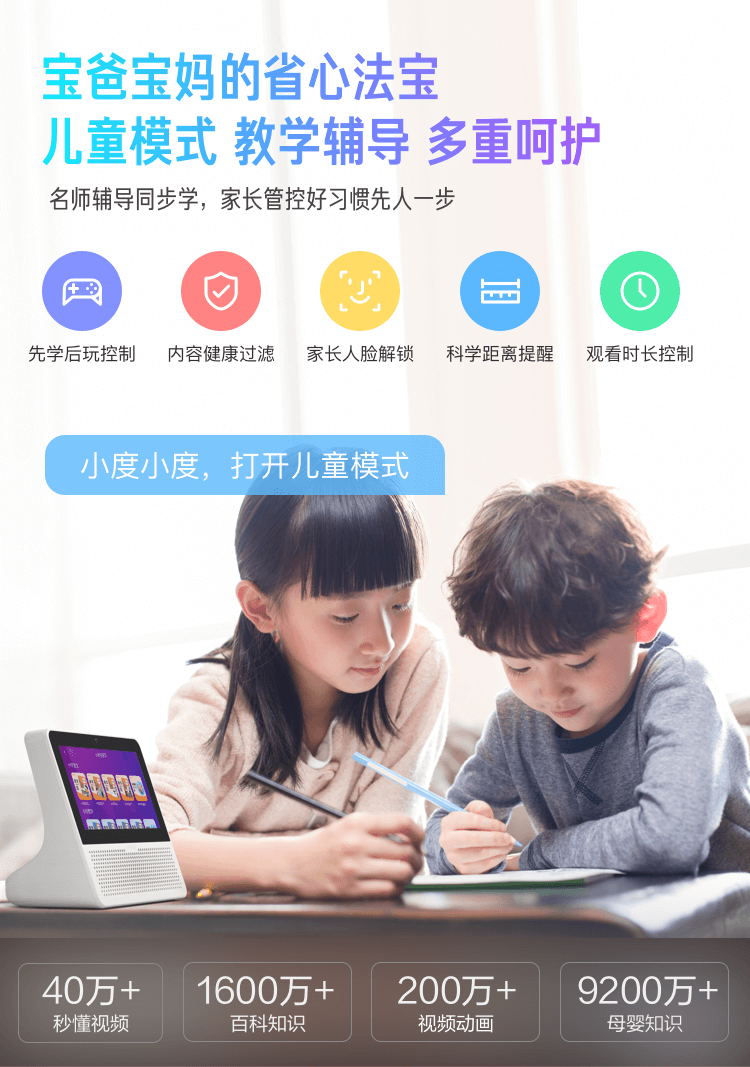 宝爸宝妈的省心法宝
儿童模式 教学辅导 多重呵护
名师辅导同步学，家长管控好习惯先人一步
先学后玩控制 内容健康过滤 家长人脸解锁 科学距离提醒 观看时长控制
小度小度，打开儿童模式
40万+ 1600万+ 200万+ 9200万+
秒懂视频 百科知识 视频动画 母婴知识